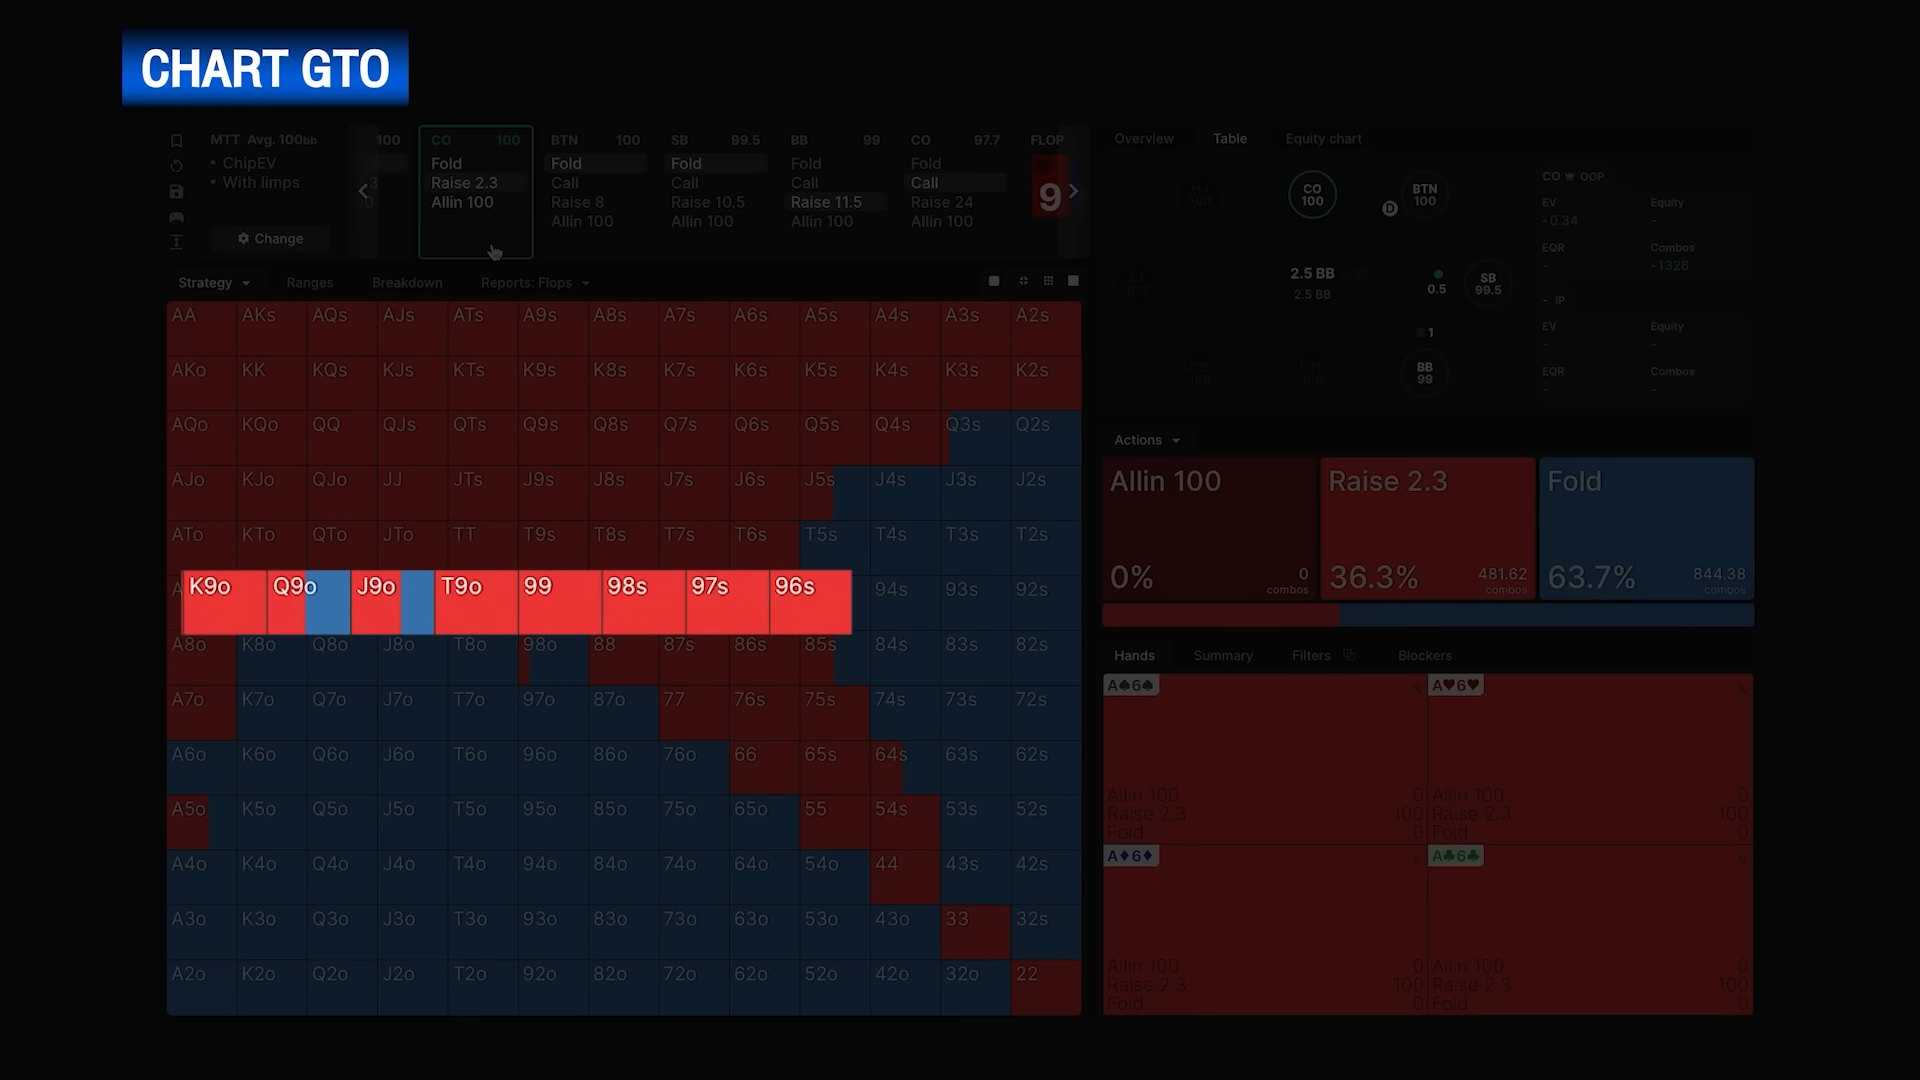 CHART GTO
MTT Avg. 100bb
• ChipEV
• With limps
Change
100
CO 100
Fold
Raise 2.3
Allin 100
BTN 100
Fold
Call
Raise 8
Allin 100
SB 99.5
Fold
Call
Raise 10.5
Allin 100
BB 99
Fold
Call
Raise 11.5
Allin 100
CO 97.7
Fold
Call
Raise 24
Allin 100
FLOP
9
Strategy Ranges Breakdown Reports: Flops
AA AKs AQs AJs ATs A9s A8s A7s A6s A5s A4s A3s A2s
AKo KK KQs KJs KTs K9s K8s K7s K6s K5s K4s K3s K2s
AQo KQo QQ QJs QTs Q9s Q8s Q7s Q6s Q5s Q4s Q3s Q2s
AJo KJo QJo JJ JTs J9s J8s J7s J6s J5s J4s J3s J2s
ATo KTo QTo JTo TT T9s T8s T7s T6s T5s T4s T3s T2s
K9o Q9o J9o T9o 99 98s 97s 96s 94s 93s 92s
A8o K8o Q8o J8o T8o 98o 88 87s 86s 85s 84s 83s 82s
A7o K7o Q7o J7o T7o 97o 87o 77 76s 75s 74s 73s 72s
A6o K6o Q6o J6o T6o 96o 86o 76o 66 65s 64s 63s 62s
A5o K5o Q5o J5o T5o 95o 85o 75o 65o 55 54s 53s 52s
A4o K4o Q4o J4o T4o 94o 84o 74o 64o 54o 44 43s 42s
A3o K3o Q3o J3o T3o 93o 83o 73o 63o 53o 43o 33 32s
A2o K2o Q2o J2o T2o 92o 82o 72o 62o 52o 42o 32o 22
Overview Table Equity chart
CO 100
BTN 100
D
SB 99.5
0.5
1
BB 99
2.5 BB
2.5 BB
CO OOP
EV Equity
-0.34 -
EQR Combos
- -1326
- IP
EV Equity
- -
EQR Combos
- -
Actions
Allin 100
0% 0 combos
Raise 2.3
36.3% 481.62 combos
Fold
63.7% 844.38 combos
Hands Summary Filters Blockers
A♠6♠ %
Allin 100 0
Raise 2.3 100
Fold 0
A♥6♥ %
Allin 100 0
Raise 2.3 100
Fold 0
A♦6♦ %
Allin 100 0
Raise 2.3 100
Fold 0
A♣6♣ %
Allin 100 0
Raise 2.3 100
Fold 0